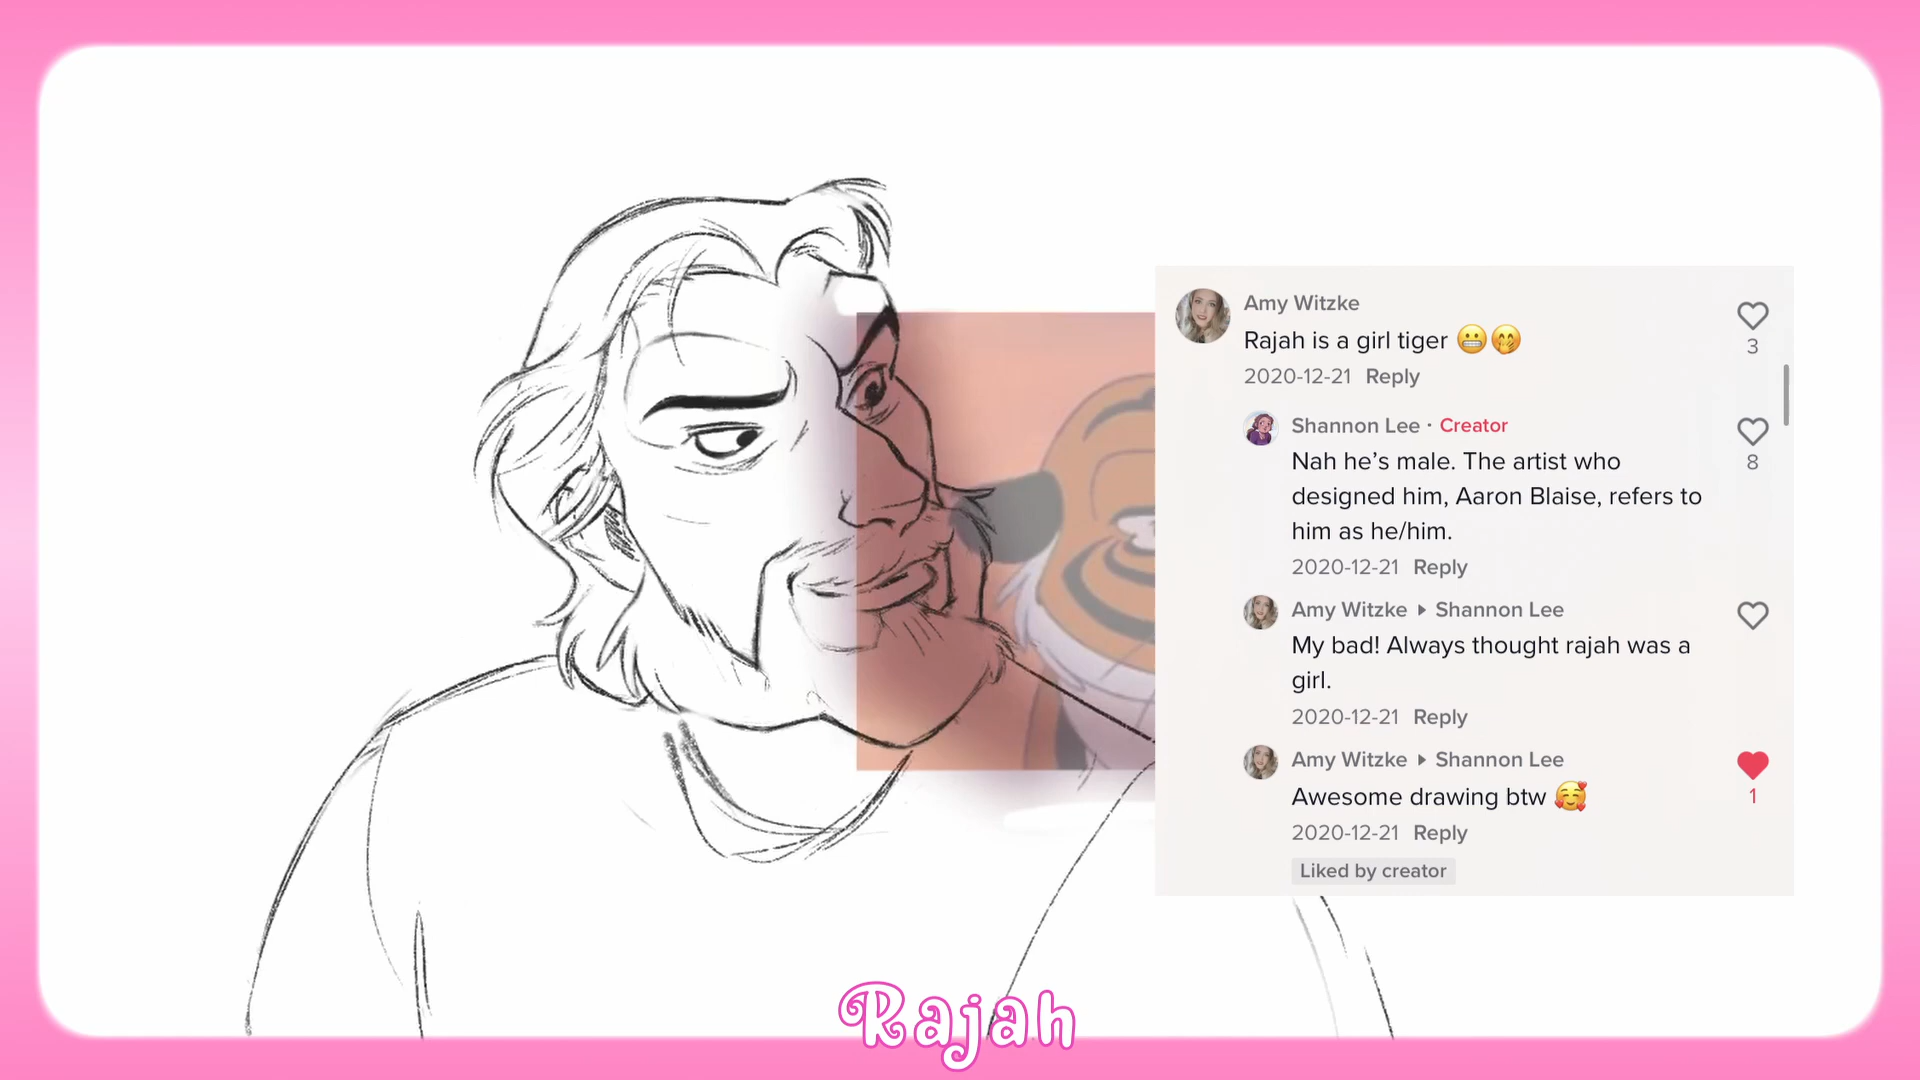 Amy Witzke
Rajah is a girl tiger 😬🤭
3
2020-12-21 Reply
Shannon Lee · Creator
Nah he’s male. The artist who
designed him, Aaron Blaise, refers to
him as he/him.
8
2020-12-21 Reply
Amy Witzke ▸ Shannon Lee
My bad! Always thought rajah was a
girl.
2020-12-21 Reply
Amy Witzke ▸ Shannon Lee
Awesome drawing btw 🥰
1
2020-12-21 Reply
Liked by creator
Rajah